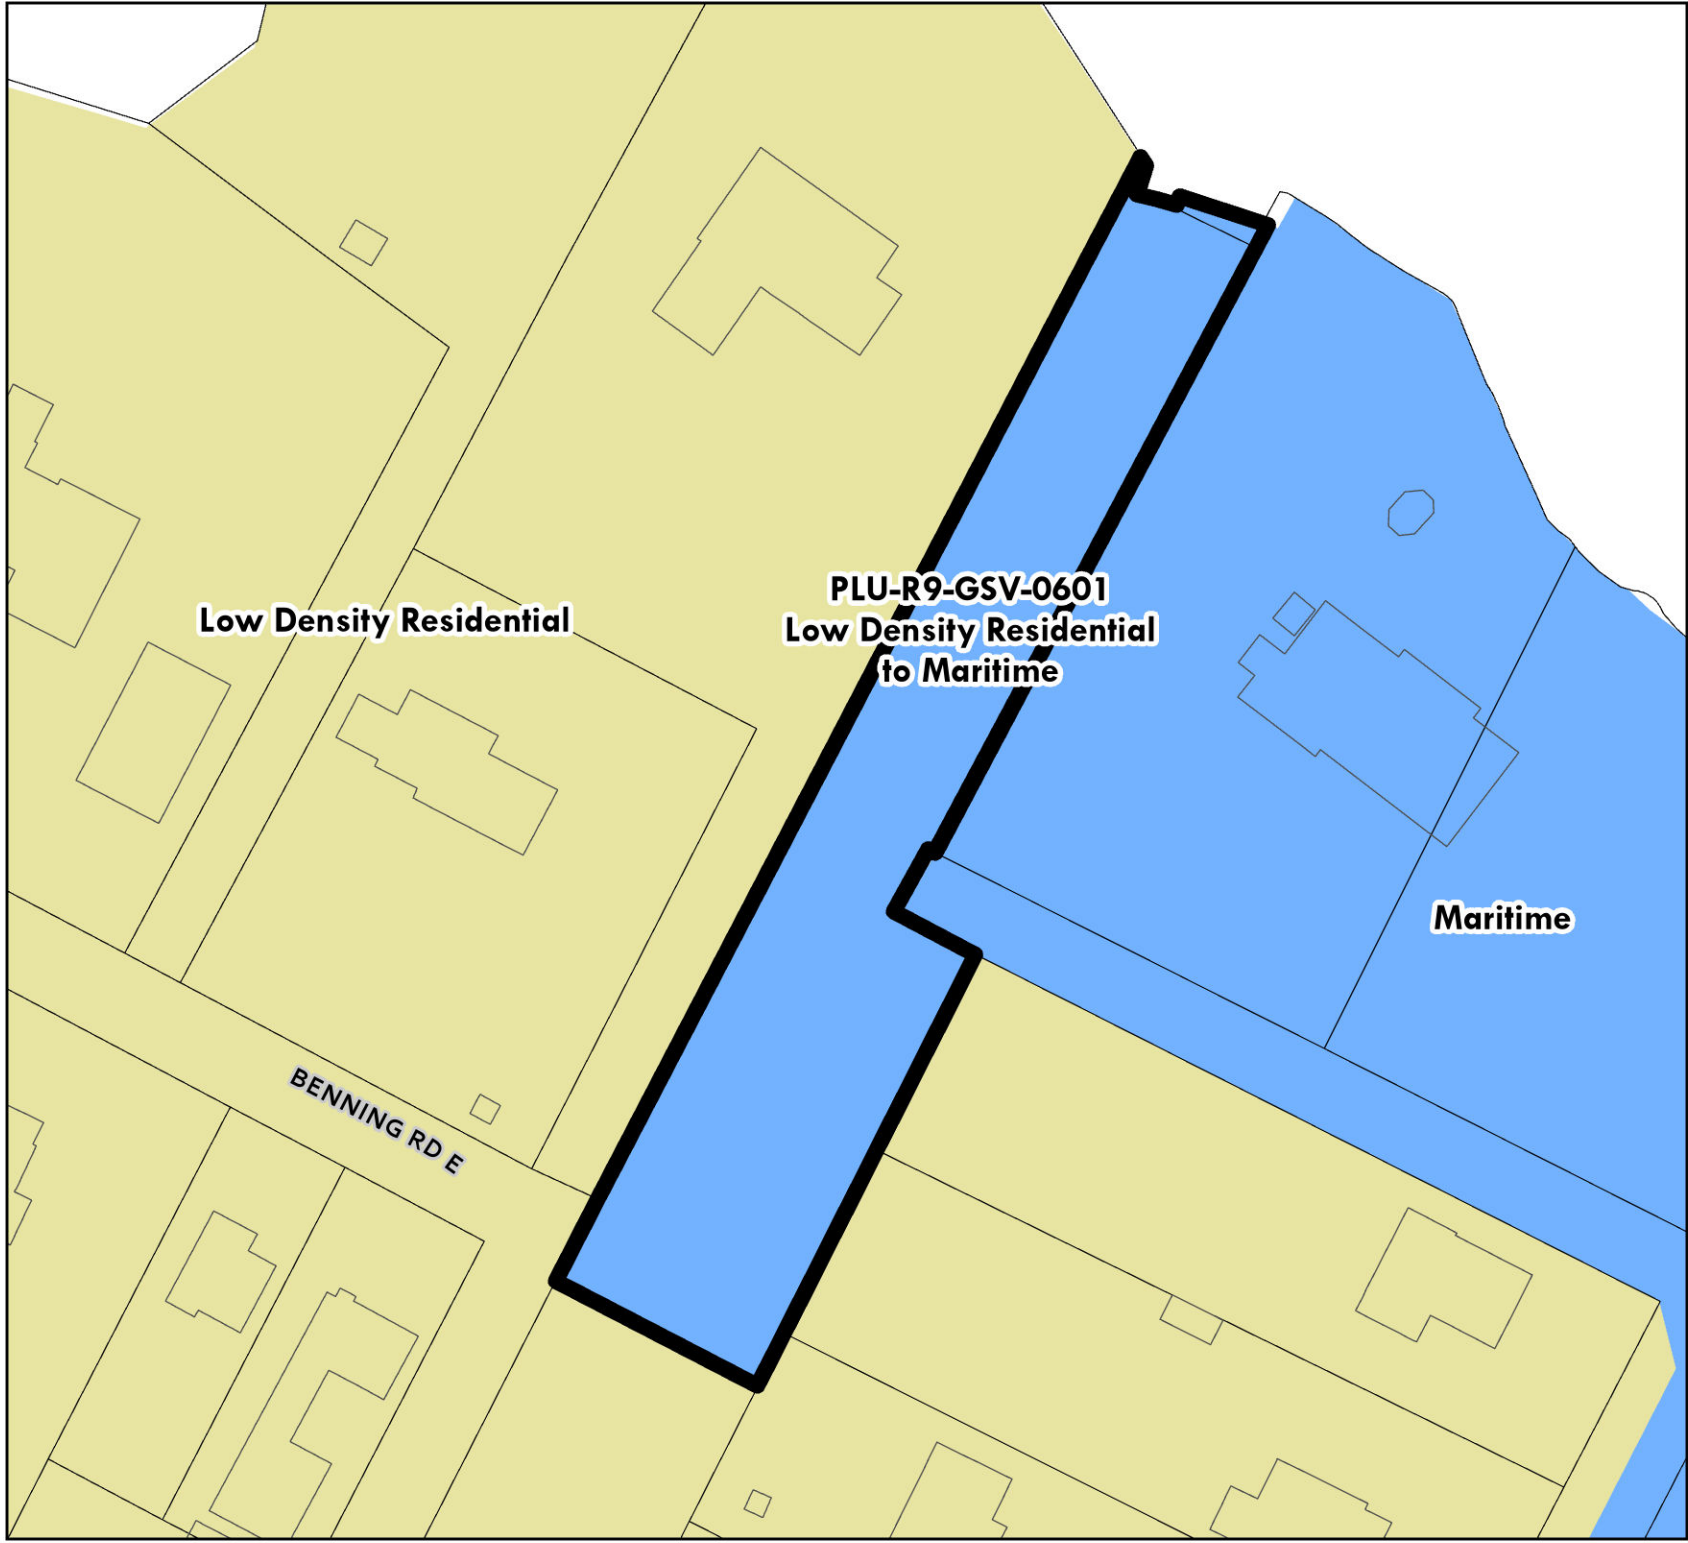 PLU-R9-GSV-0601
Low Density Residential
to Maritime
Low Density Residential
Maritime
BENNING RD E